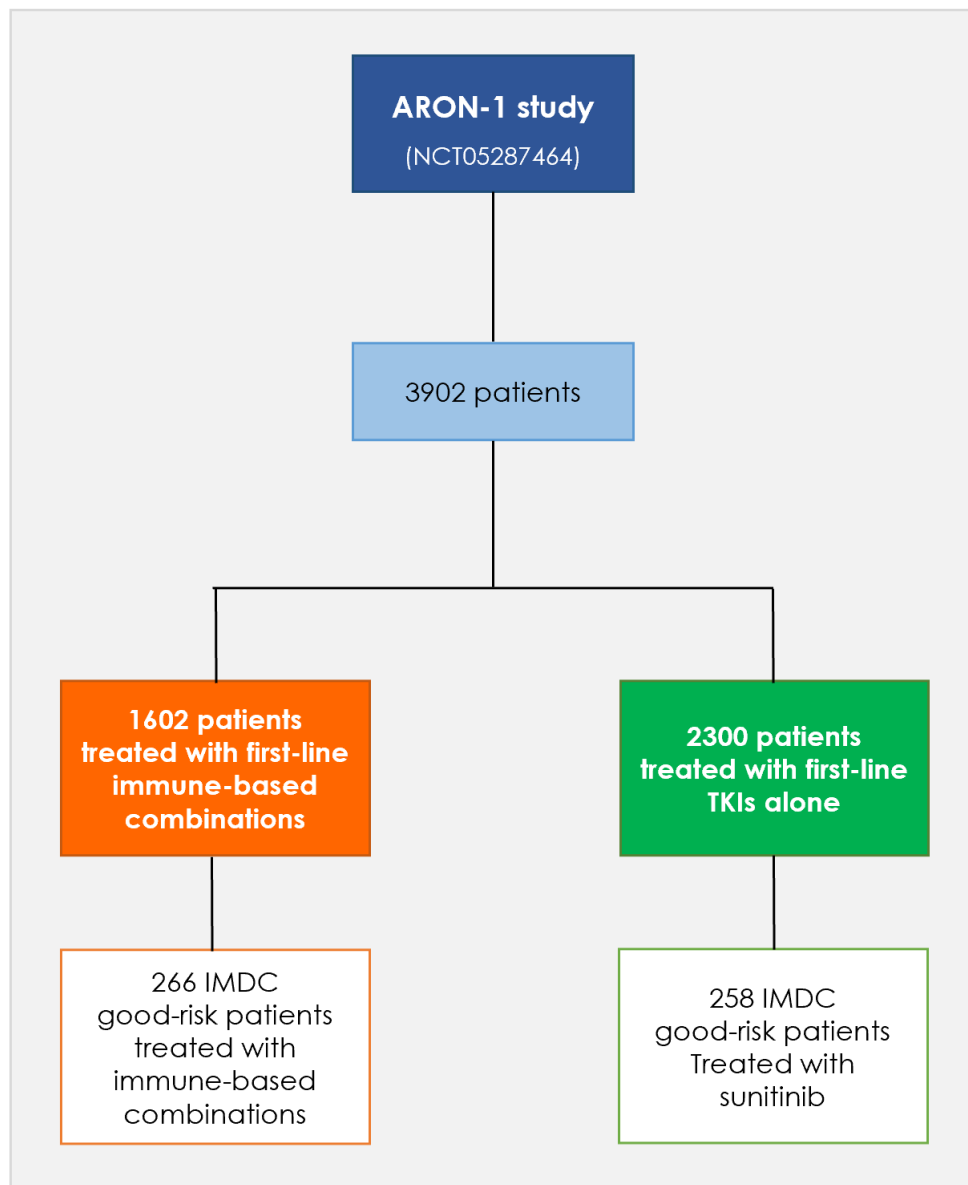 ARON-1 study
(NCT05287464)
3902 patients
1602 patients
treated with first-line
immune-based
combinations
2300 patients
treated with first-line
TKIs alone
266 IMDC
good-risk patients
treated with
immune-based
combinations
258 IMDC
good-risk patients
Treated with
sunitinib